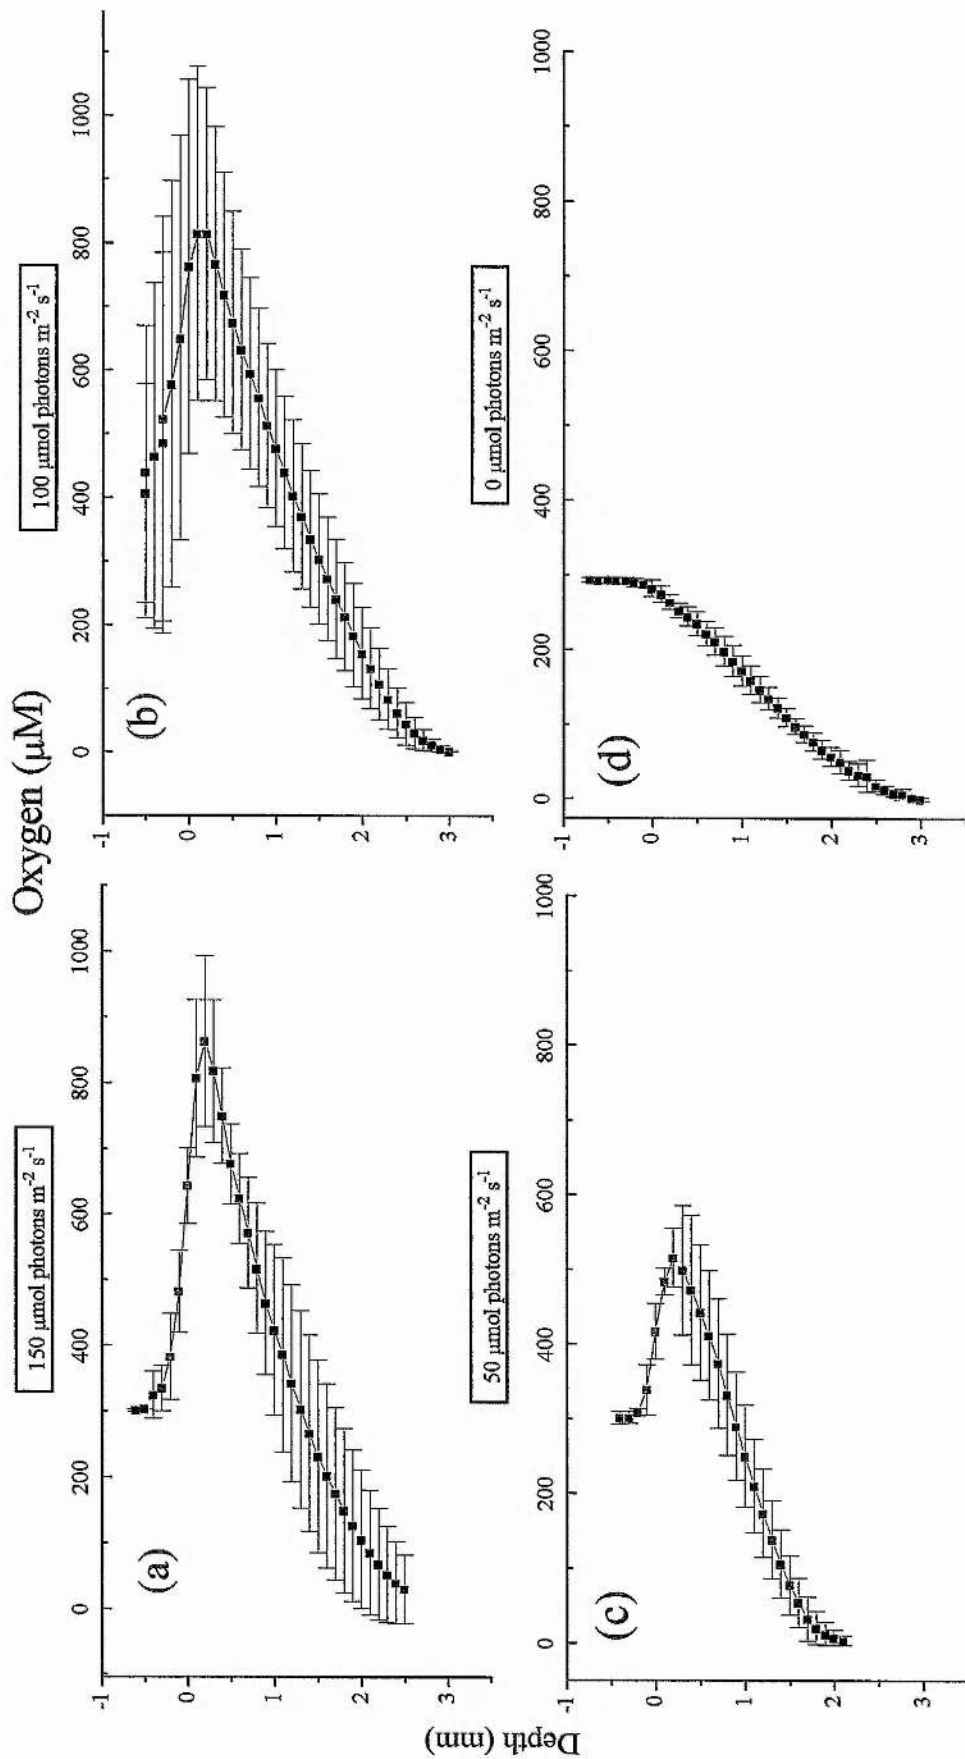 Oxygen (µM)
150 µmol photons m-2 s-1
100 µmol photons m-2 s-1
0 200 400 600 800 1000
0 200 400 600 800 1000
(a)
(b)
-1
0
1
2
3
-1
0
1
2
3
Depth (mm)
50 µmol photons m-2 s-1
0 µmol photons m-2 s-1
0 200 400 600 800 1000
0 200 400 600 800 1000
(c)
(d)
-1
0
1
2
3
-1
0
1
2
3